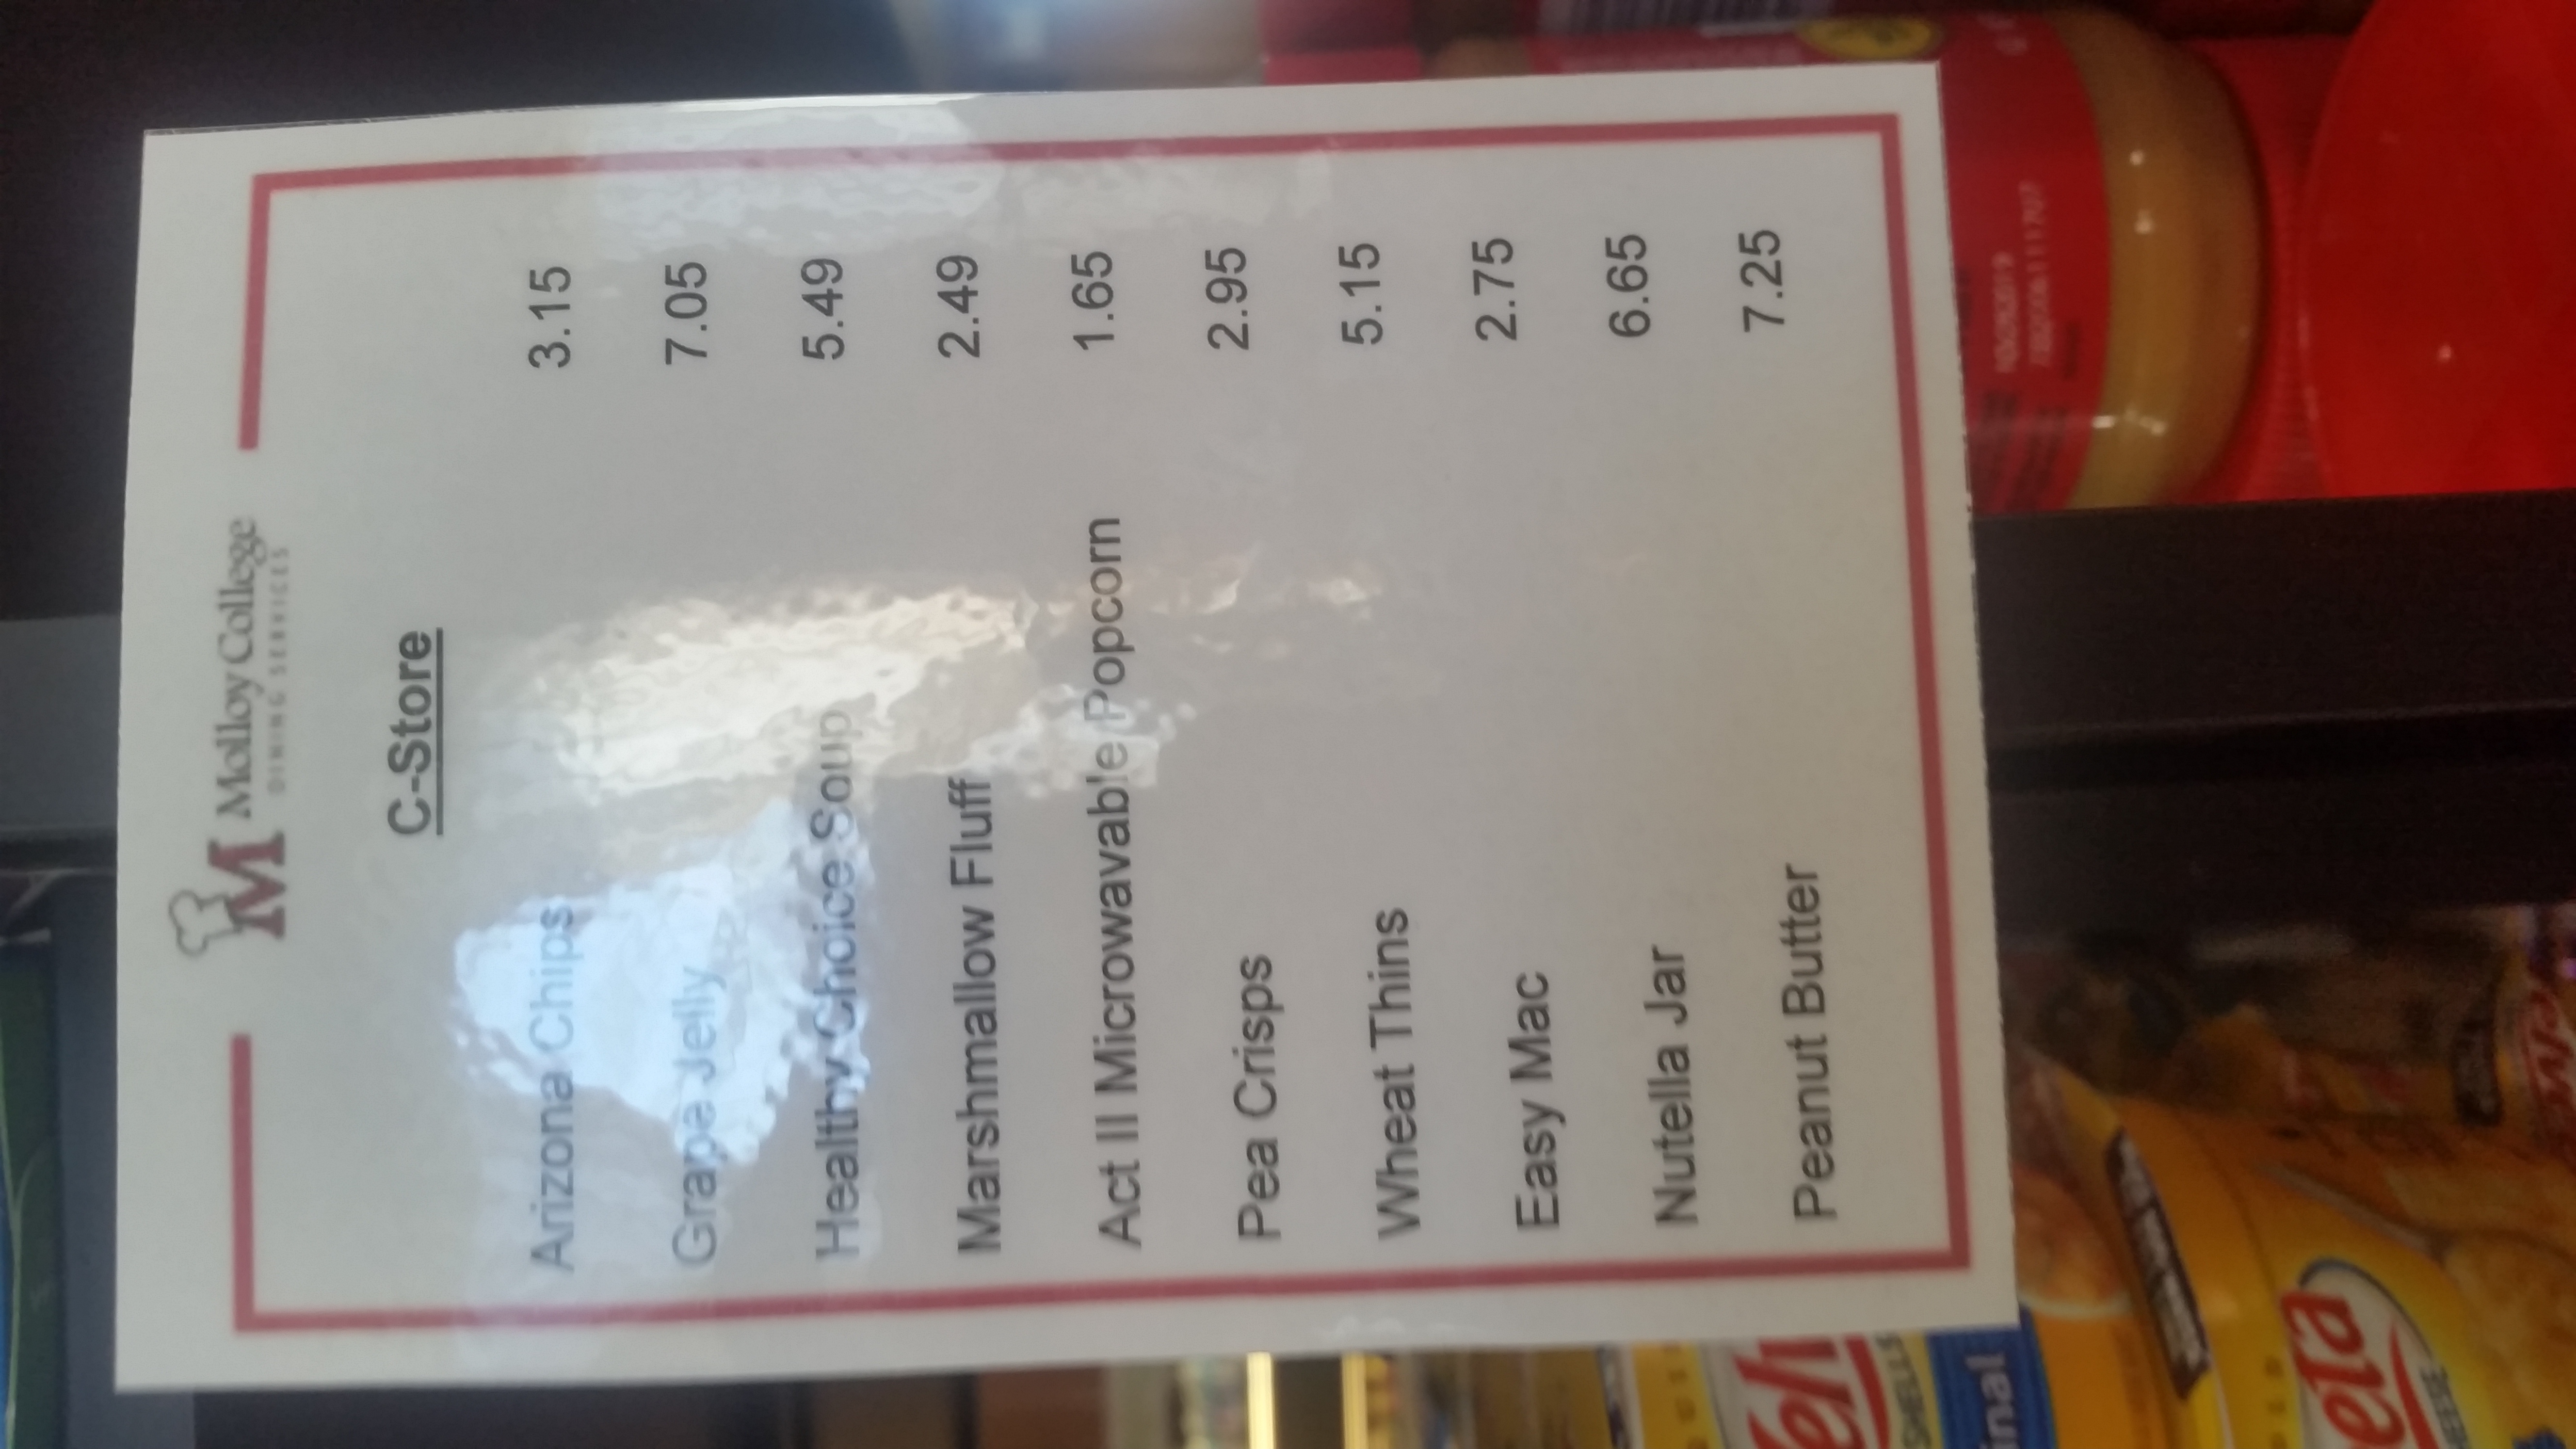 Molloy College
DINING SERVICES
C-Store
Arizona Chips 3.15
Grape Jelly 7.05
Healthy Choice Soup 5.49
Marshmallow Fluff 2.49
Act II Microwavable Popcorn 1.65
Pea Crisps 2.95
Wheat Thins 5.15
Easy Mac 2.75
Nutella Jar 6.65
Peanut Butter 7.25
SHELLS
inal
eeta